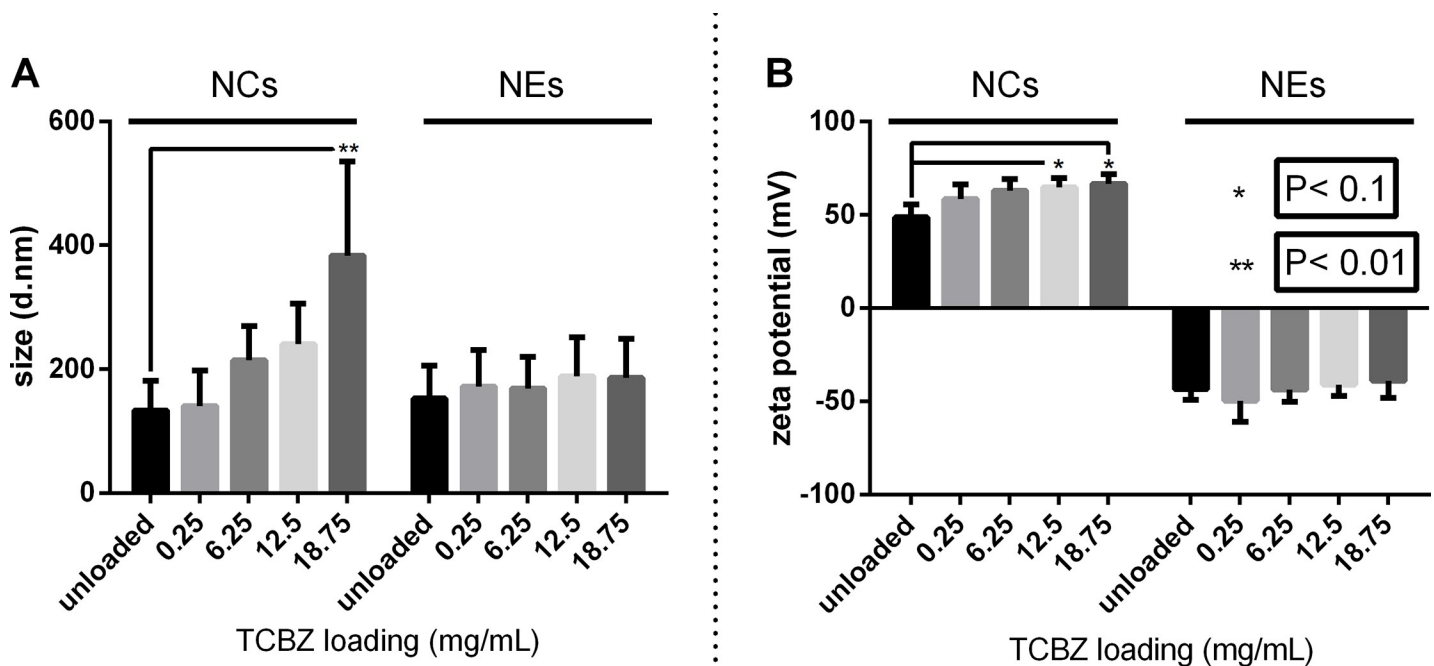 A
NCs
NEs
size (d.nm)
600
400
200
0
**
unloaded
0.25
6.25
12.5
18.75
unloaded
0.25
6.25
12.5
18.75
TCBZ loading (mg/mL)
B
NCs
NEs
zeta potential (mV)
100
50
0
-50
-100
*
*
* P< 0.1
** P< 0.01
unloaded
0.25
6.25
12.5
18.75
unloaded
0.25
6.25
12.5
18.75
TCBZ loading (mg/mL)